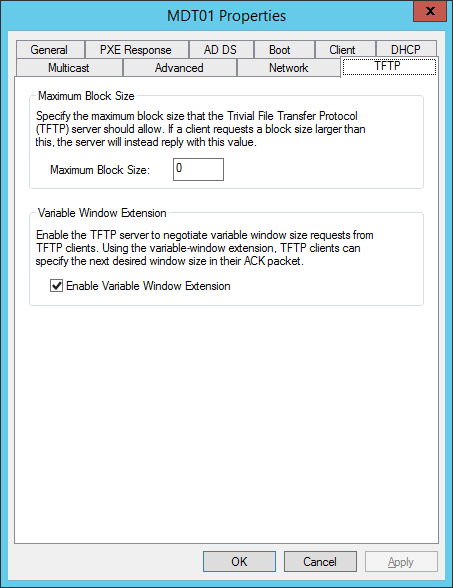 MDT01 Properties
x
General PXE Response AD DS Boot Client DHCP
Multicast Advanced Network TFTP
Maximum Block Size
Specify the maximum block size that the Trivial File Transfer Protocol
(TFTP) server should allow. If a client requests a block size larger than
this, the server will instead reply with this value.
Maximum Block Size: 0
Variable Window Extension
Enable the TFTP server to negotiate variable window size requests from
TFTP clients. Using the variable-window extension, TFTP clients can
specify the next desired window size in their ACK packet.
Enable Variable Window Extension
OK Cancel Apply